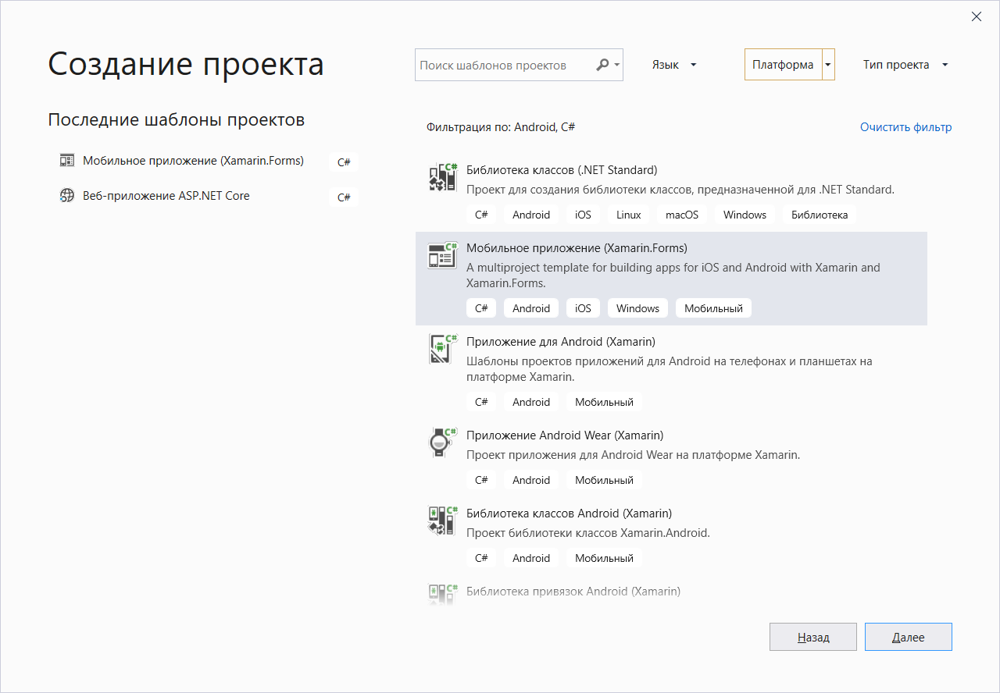 Создание проекта
Поиск шаблонов проектов
Язык
Платформа
Тип проекта
Последние шаблоны проектов
Мобильное приложение (Xamarin.Forms)
C#
Веб-приложение ASP.NET Core
C#
Фильтрация по: Android, C#
Очистить фильтр
C#
Библиотека классов (.NET Standard)
Проект для создания библиотеки классов, предназначенной для .NET Standard.
C# Android iOS Linux macOS Windows Библиотека
C#
Мобильное приложение (Xamarin.Forms)
A multiproject template for building apps for iOS and Android with Xamarin and
Xamarin.Forms.
C# Android iOS Windows Мобильный
C#
Приложение для Android (Xamarin)
Шаблоны проектов приложений для Android на телефонах и планшетах на
платформе Xamarin.
C# Android Мобильный
C#
Приложение Android Wear (Xamarin)
Проект приложения для Android Wear на платформе Xamarin.
C# Android Мобильный
C#
Библиотека классов Android (Xamarin)
Проект библиотеки классов Xamarin.Android.
C# Android Мобильный
C#
Библиотека привязок Android (Xamarin)
Назад
Далее